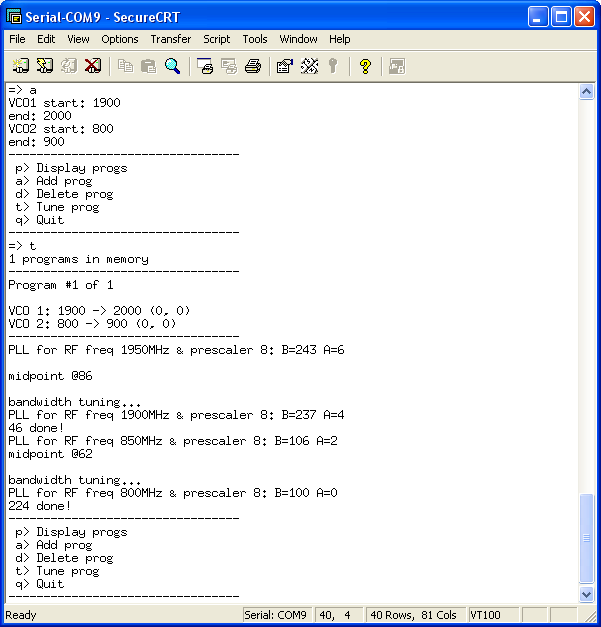 Serial-COM9 - SecureCRT
File Edit View Options Transfer Script Tools Window Help
=> a
VCO1 start: 1900
end: 2000
VCO2 start: 800
end: 900
---------------------------------
p> Display progs
a> Add prog
d> Delete prog
t> Tune prog
q> Quit
---------------------------------
=> t
1 programs in memory
---------------------------------
Program #1 of 1
VCO 1: 1900 -> 2000 (0, 0)
VCO 2: 800 -> 900 (0, 0)
---------------------------------
PLL for RF freq 1950MHz & prescaler 8: B=243 A=6
midpoint @86
bandwidth tuning...
PLL for RF freq 1900MHz & prescaler 8: B=237 A=4
46 done!
PLL for RF freq 850MHz & prescaler 8: B=106 A=2
midpoint @62
bandwidth tuning...
PLL for RF freq 800MHz & prescaler 8: B=100 A=0
224 done!
---------------------------------
p> Display progs
a> Add prog
d> Delete prog
t> Tune prog
q> Quit
---------------------------------
Ready Serial: COM9 40, 4 40 Rows, 81 Cols VT100